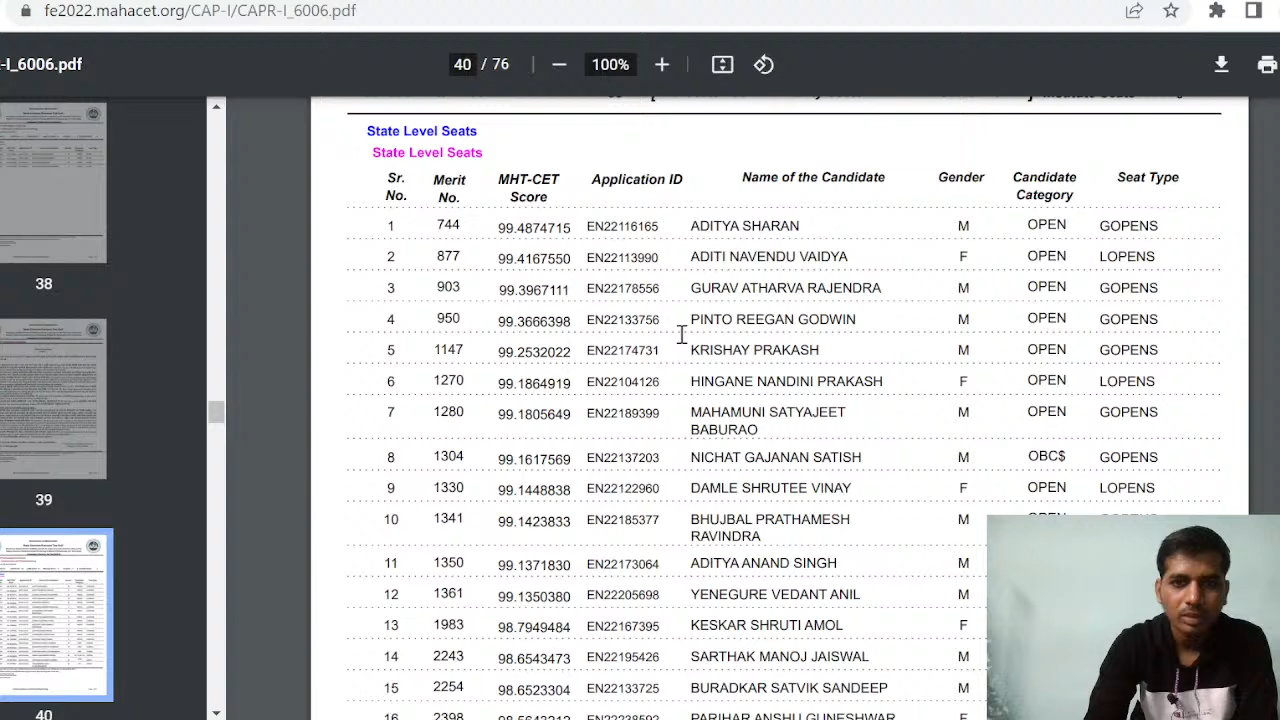 fe2022.mahacet.org/CAP-I/CAPR-I_6006.pdf
-I_6006.pdf
40 / 76
100%
State Level Seats
State Level Seats
Sr. No. Merit No. MHT-CET Score Application ID Name of the Candidate Gender Candidate Category Seat Type
1 744 99.4874715 EN22116165 ADITYA SHARAN M OPEN GOPENS
2 877 99.4167550 EN22113990 ADITI NAVENDU VAIDYA F OPEN LOPENS
3 903 99.3967111 EN22178556 GURAV ATHARVA RAJENDRA M OPEN GOPENS
4 950 99.3666398 EN22133756 PINTO REEGAN GODWIN M OPEN GOPENS
5 1147 99.2532022 EN22174731 KRISHAY PRAKASH M OPEN GOPENS
6 1270 99.1864919 EN22104126 HINGANE NANDINI PRAKASH F OPEN LOPENS
7 1280 99.1805649 EN22189399 MAHAMUNI SATYAJEET M OPEN GOPENS
BABURAO
8 1304 99.1617569 EN22137203 NICHAT GAJANAN SATISH M OBC$ GOPENS
9 1330 99.1448838 EN22122960 DAMLE SHRUTEE VINAY F OPEN LOPENS
10 1341 99.1423833 EN22185377 BHUJBAL PRATHAMESH M
RAVINDRA
11 1350 99.1371830 EN22173064 ADITYA ANAND SINGH M
12 1361 99.1350380 EN22205698 YENEGURE VEDANT ANIL M
13 1983 98.7949484 EN22167395 KESKAR SHRUTI AMOL F
14 2243 98.6543473 EN22195426 SARTHAK MANOJ JAISWAL M
15 2254 98.6523304 EN22133725 BURADKAR SATVIK SANDEEP M
16 2398 PARIHAR ANSHU GUNESHWAR F
38
39
40